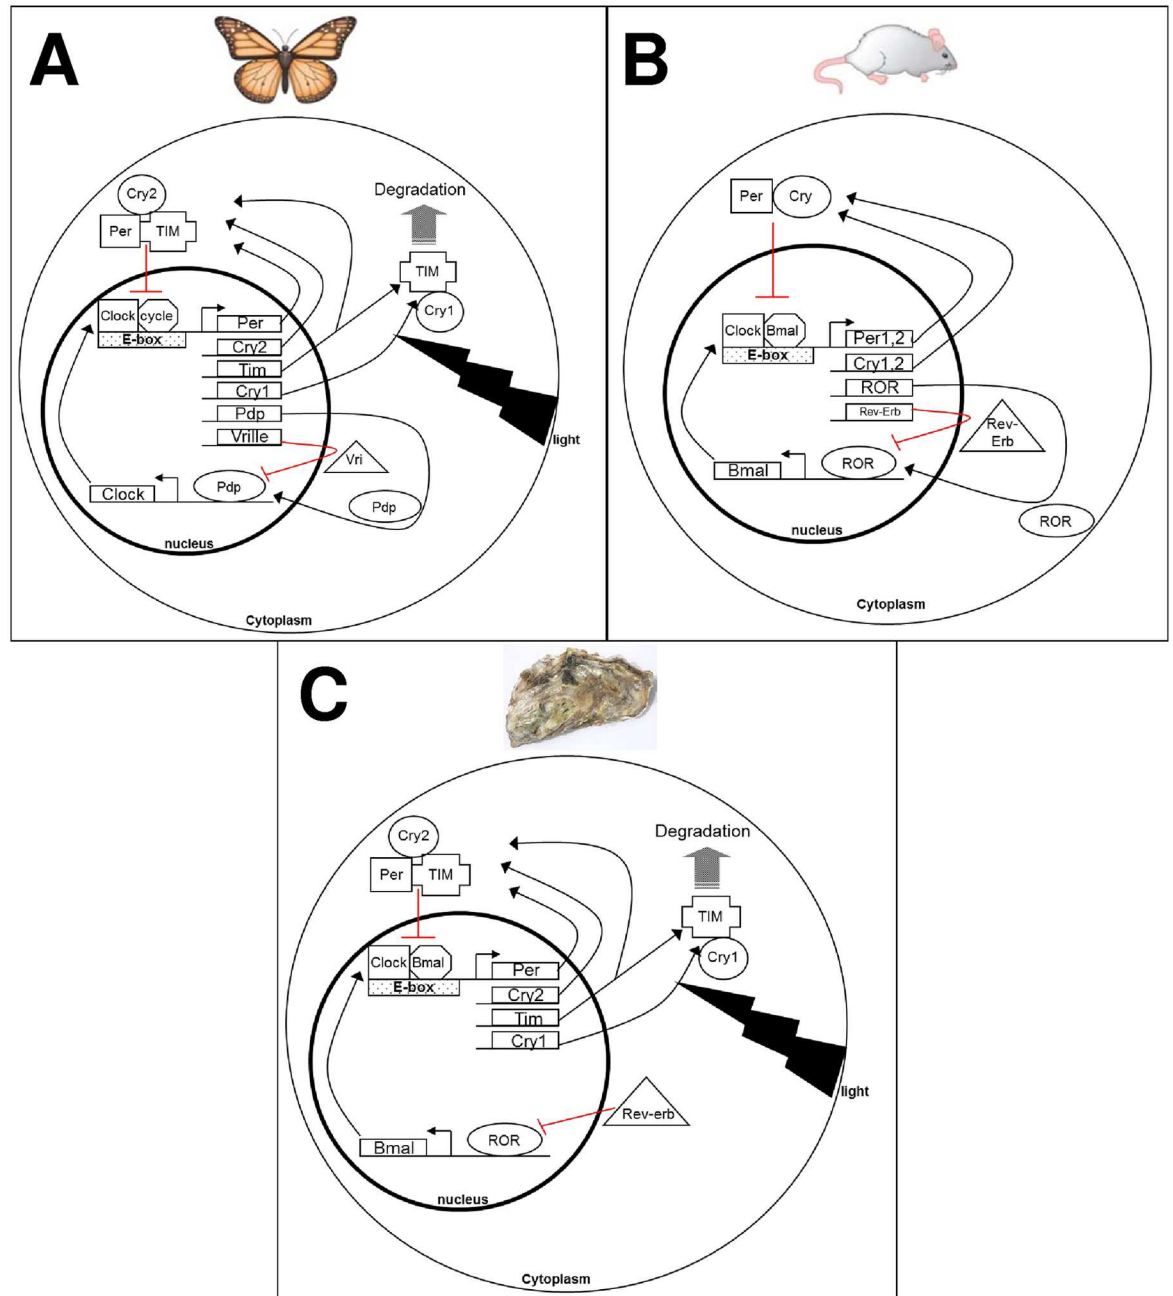 A
Cry2
Per
TIM
Degradation
TIM
Cry1
Clock
cycle
E-box
Per
Cry2
Tim
Cry1
Pdp
Vrille
light
Vri
Pdp
Pdp
Clock
nucleus
Cytoplasm
B
Per
Cry
Clock
Bmal
E-box
Per1,2
Cry1,2
ROR
Rev-Erb
Rev-
Erb
ROR
Bmal
ROR
nucleus
Cytoplasm
C
Cry2
Per
TIM
Degradation
TIM
Cry1
Clock
Bmal
E-box
Per
Cry2
Tim
Cry1
light
Rev-erb
ROR
Bmal
nucleus
Cytoplasm